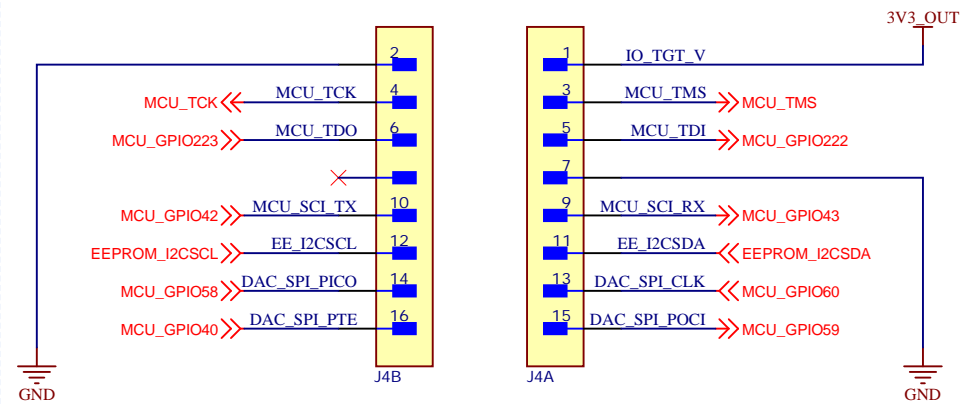 3V3_OUT
2
1
IO_TGT_V
MCU_TCK
MCU_TCK
4
3
MCU_TMS
MCU_TMS
MCU_GPIO223
MCU_TDO
6
5
MCU_TDI
MCU_GPIO222
7
MCU_GPIO42
MCU_SCI_TX
10
9
MCU_SCI_RX
MCU_GPIO43
EEPROM_I2CSCL
EE_I2CSCL
12
11
EE_I2CSDA
EEPROM_I2CSDA
MCU_GPIO58
DAC_SPI_PICO
14
13
DAC_SPI_CLK
MCU_GPIO60
MCU_GPIO40
DAC_SPI_PTE
16
15
DAC_SPI_POCI
MCU_GPIO59
J4B
J4A
GND
GND